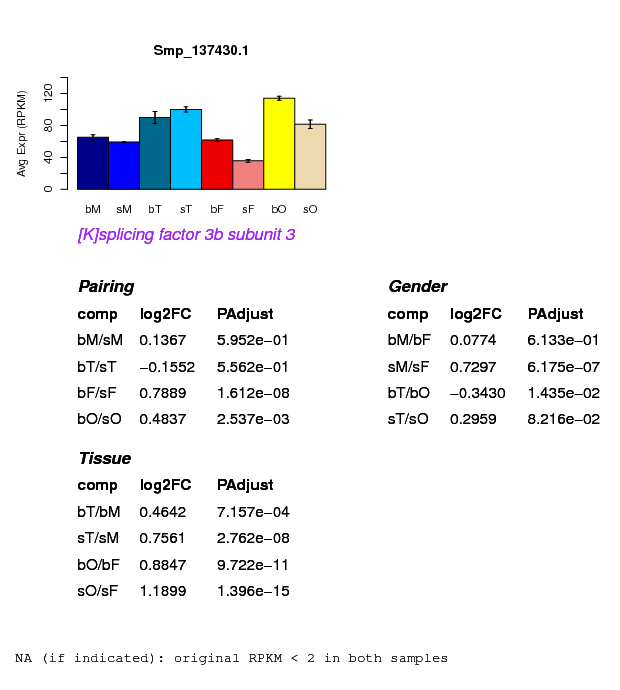 Smp_137430.1
Avg Expr (RPKM)
0 40 80 120
bM sM bT sT bF sF bO sO
[K]splicing factor 3b subunit 3
Pairing
comp log2FC PAdjust
bM/sM 0.1367 5.952e−01
bT/sT −0.1552 5.562e−01
bF/sF 0.7889 1.612e−08
bO/sO 0.4837 2.537e−03
Gender
comp log2FC PAdjust
bM/bF 0.0774 6.133e−01
sM/sF 0.7297 6.175e−07
bT/bO −0.3430 1.435e−02
sT/sO 0.2959 8.216e−02
Tissue
comp log2FC PAdjust
bT/bM 0.4642 7.157e−04
sT/sM 0.7561 2.762e−08
bO/bF 0.8847 9.722e−11
sO/sF 1.1899 1.396e−15
NA (if indicated): original RPKM < 2 in both samples